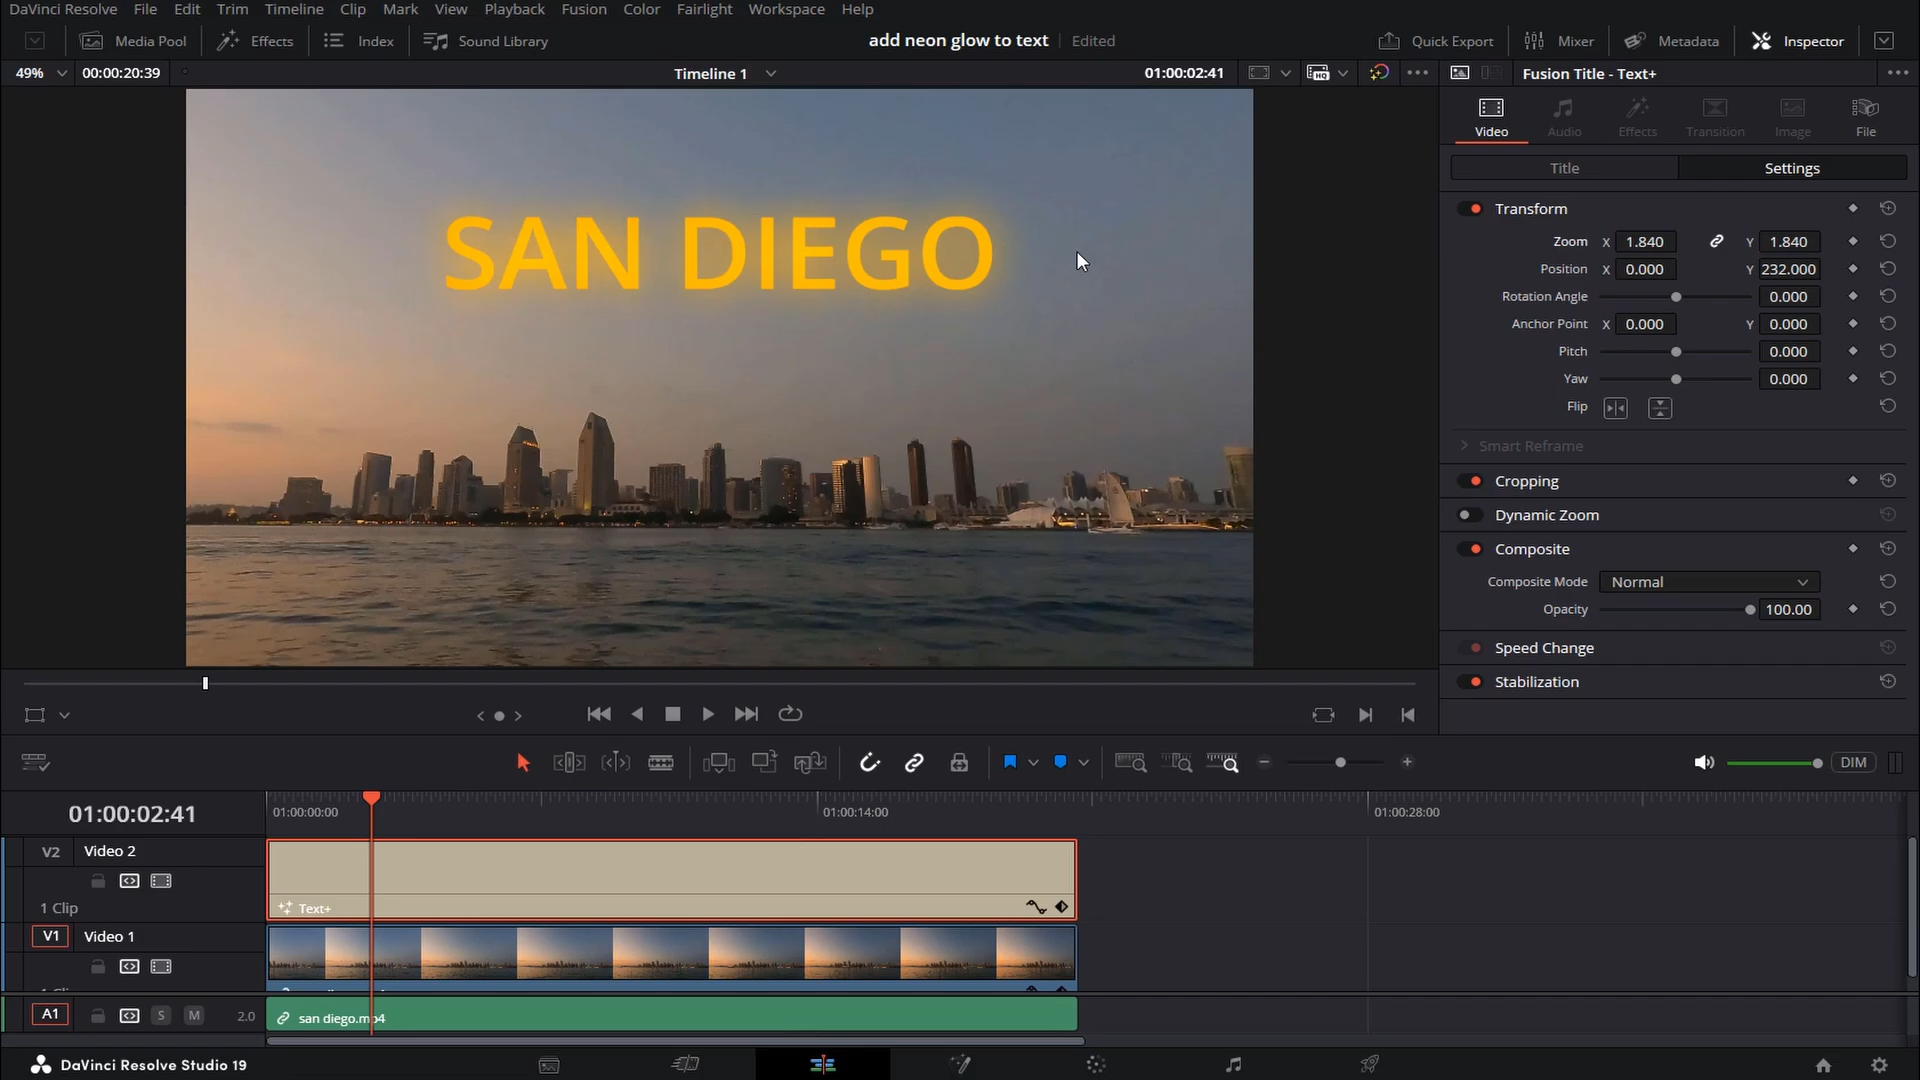 DaVinci Resolve File Edit Trim Timeline Clip Mark View Playback Fusion Color Fairlight Workspace Help
Media Pool Effects Index Sound Library add neon glow to text Edited Quick Export Mixer Metadata Inspector
49% 00:00:20:39 Timeline 1 01:00:02:41 HQ Fusion Title - Text+
Video Audio Effects Transition Image File
Title Settings
Transform
Zoom X 1.840 Y 1.840
Position X 0.000 Y 232.000
Rotation Angle 0.000
Anchor Point X 0.000 Y 0.000
Pitch 0.000
Yaw 0.000
Flip
Smart Reframe
Cropping
Dynamic Zoom
Composite
Composite Mode Normal
Opacity 100.00
Speed Change
Stabilization
SAN DIEGO
DIM
01:00:02:41 01:00:00:00 01:00:14:00 01:00:28:00
V2 Video 2
1 Clip
Text+
V1 Video 1
A1 S M 2.0
san diego.mp4
DaVinci Resolve Studio 19